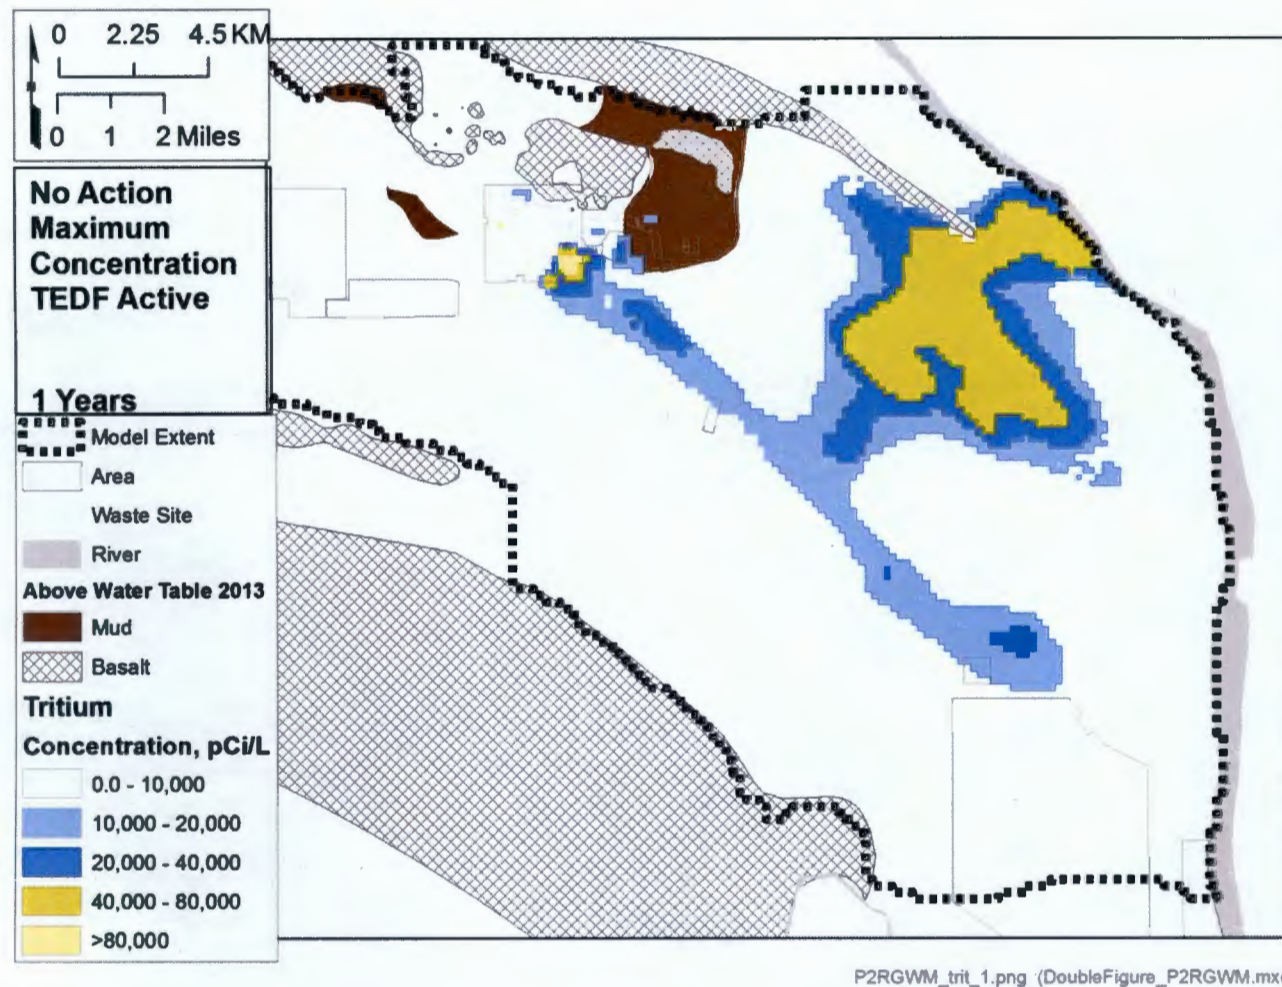 0 2.25 4.5 KM
0 1 2 Miles
No Action
Maximum
Concentration
TEDF Active
1 Years
Model Extent
Area
Waste Site
River
Above Water Table 2013
Mud
Basalt
Tritium
Concentration, pCi/L
0.0 - 10,000
10,000 - 20,000
20,000 - 40,000
40,000 - 80,000
>80,000
P2RGWM_trit_1.png (DoubleFigure_P2RGWM.mx